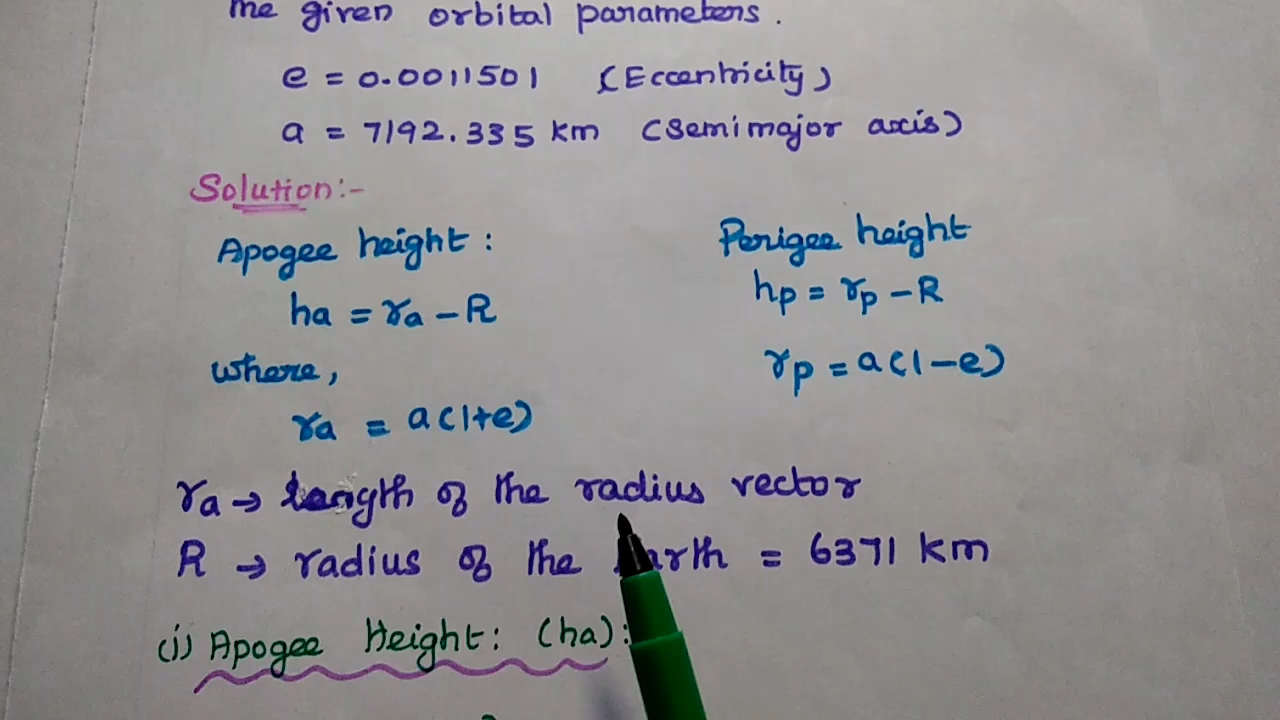 The given orbital parameters.
e = 0.0011501 (Eccentricity)
a = 7192.335 km (Semimajor axis)
Solution:-
Apogee height:
ha = ra - R
where,
ra = a(1+e)
Perigee height
hp = rp - R
rp = a(1-e)
ra → length of the radius vector
R → radius of the Earth = 6371 km
(i) Apogee Height: (ha):